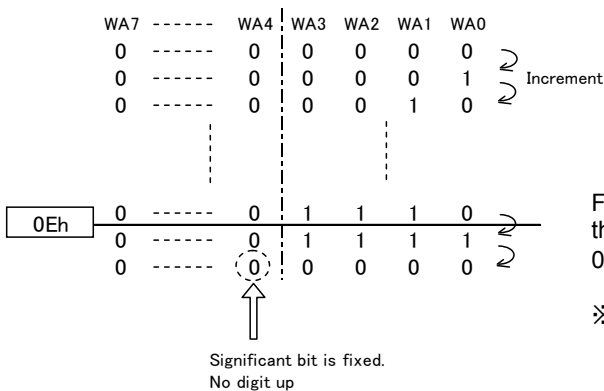 WA7 ------ WA4 WA3 WA2 WA1 WA0
0 ------ 0 0 0 0 0
0 ------ 0 0 0 0 1 Increment
0 ------ 0 0 0 1 0
0 ------ 0 1 1 1 0
0Eh
0 ------ 0 1 1 1 1
0 ------ 0 0 0 0 0
Significant bit is fixed.
No digit up
F
th
0
※